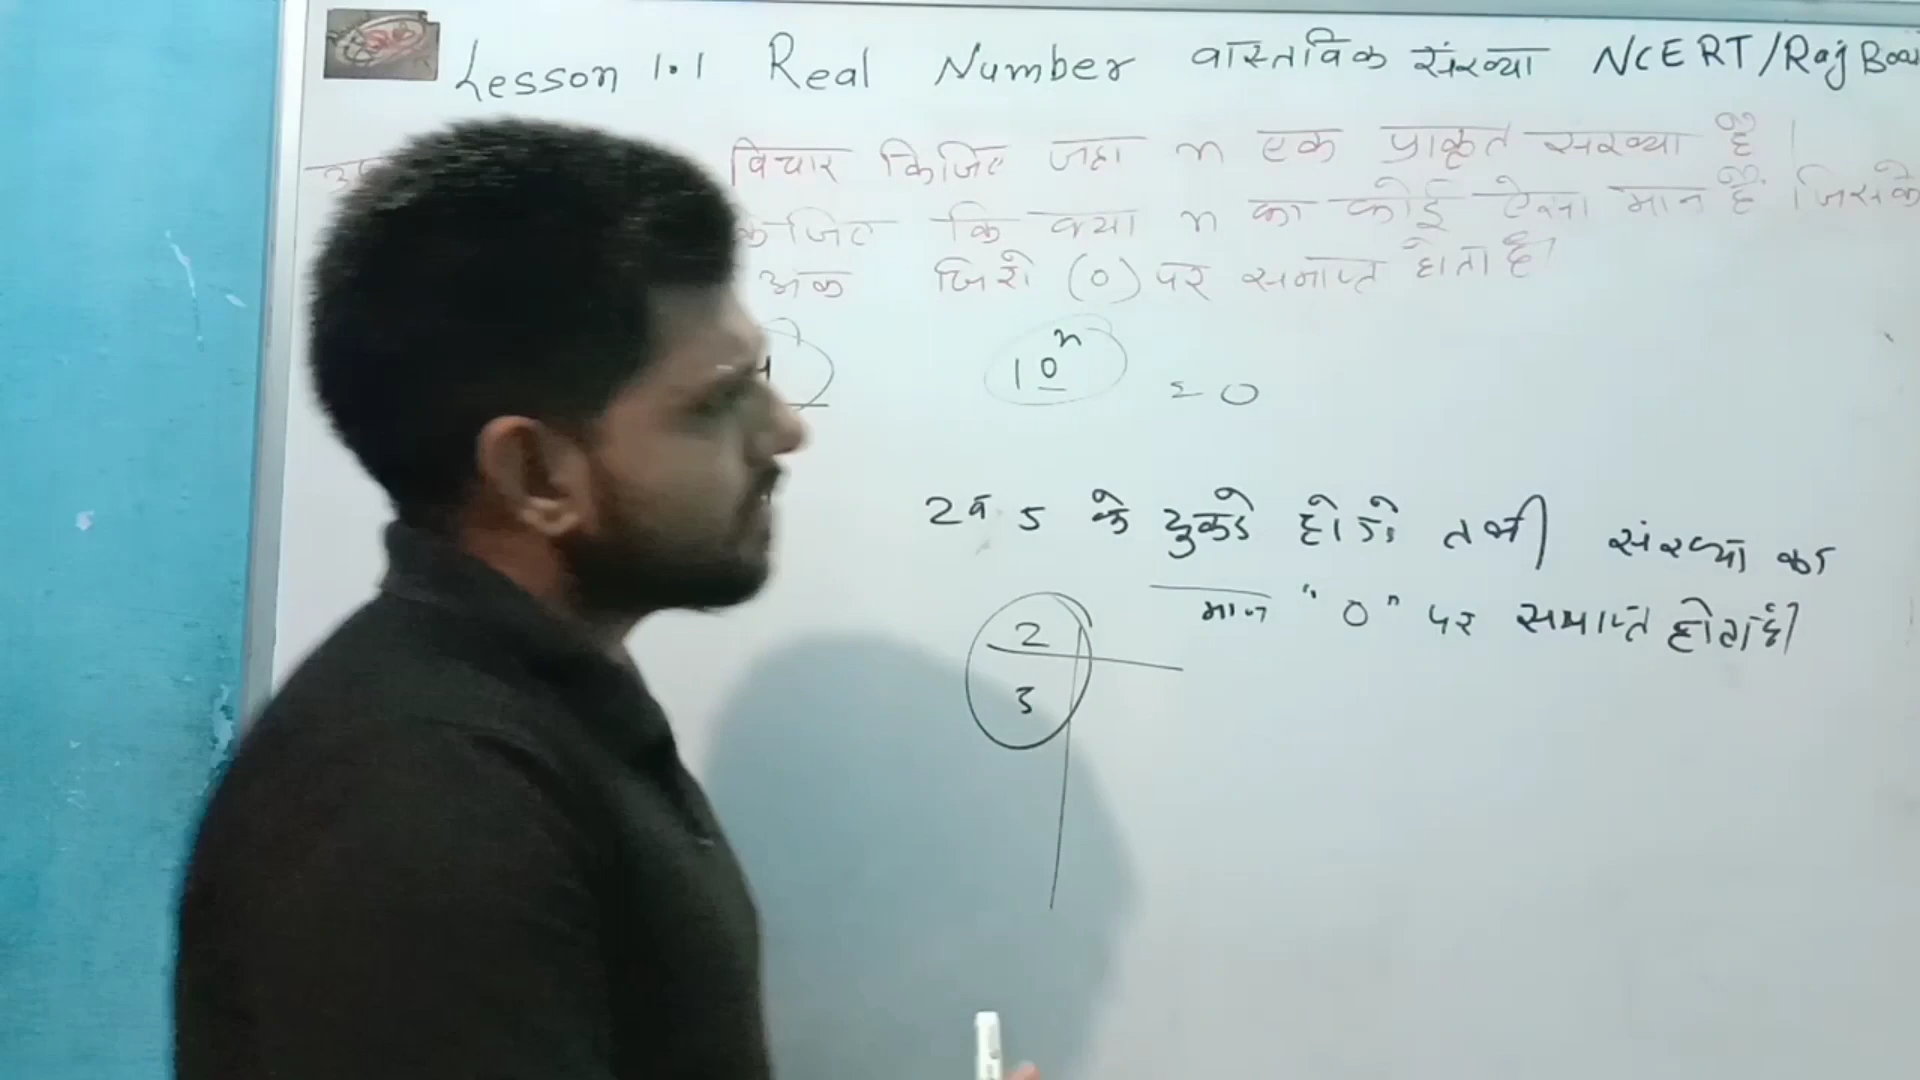 Lesson 1.1 Real Number वास्तविक संख्या NCERT/Raj Boa
विचार किजिए जहा n एक प्राकृत सख्या है।
कि क्या n का कोई ऐसा मान है जिसके
अक (0) पर समाप्त होता है।
10ⁿ = 0
2 व 5 के टुकडे होगे तभी संख्या का
मान "0" पर समाप्त होता है।
2